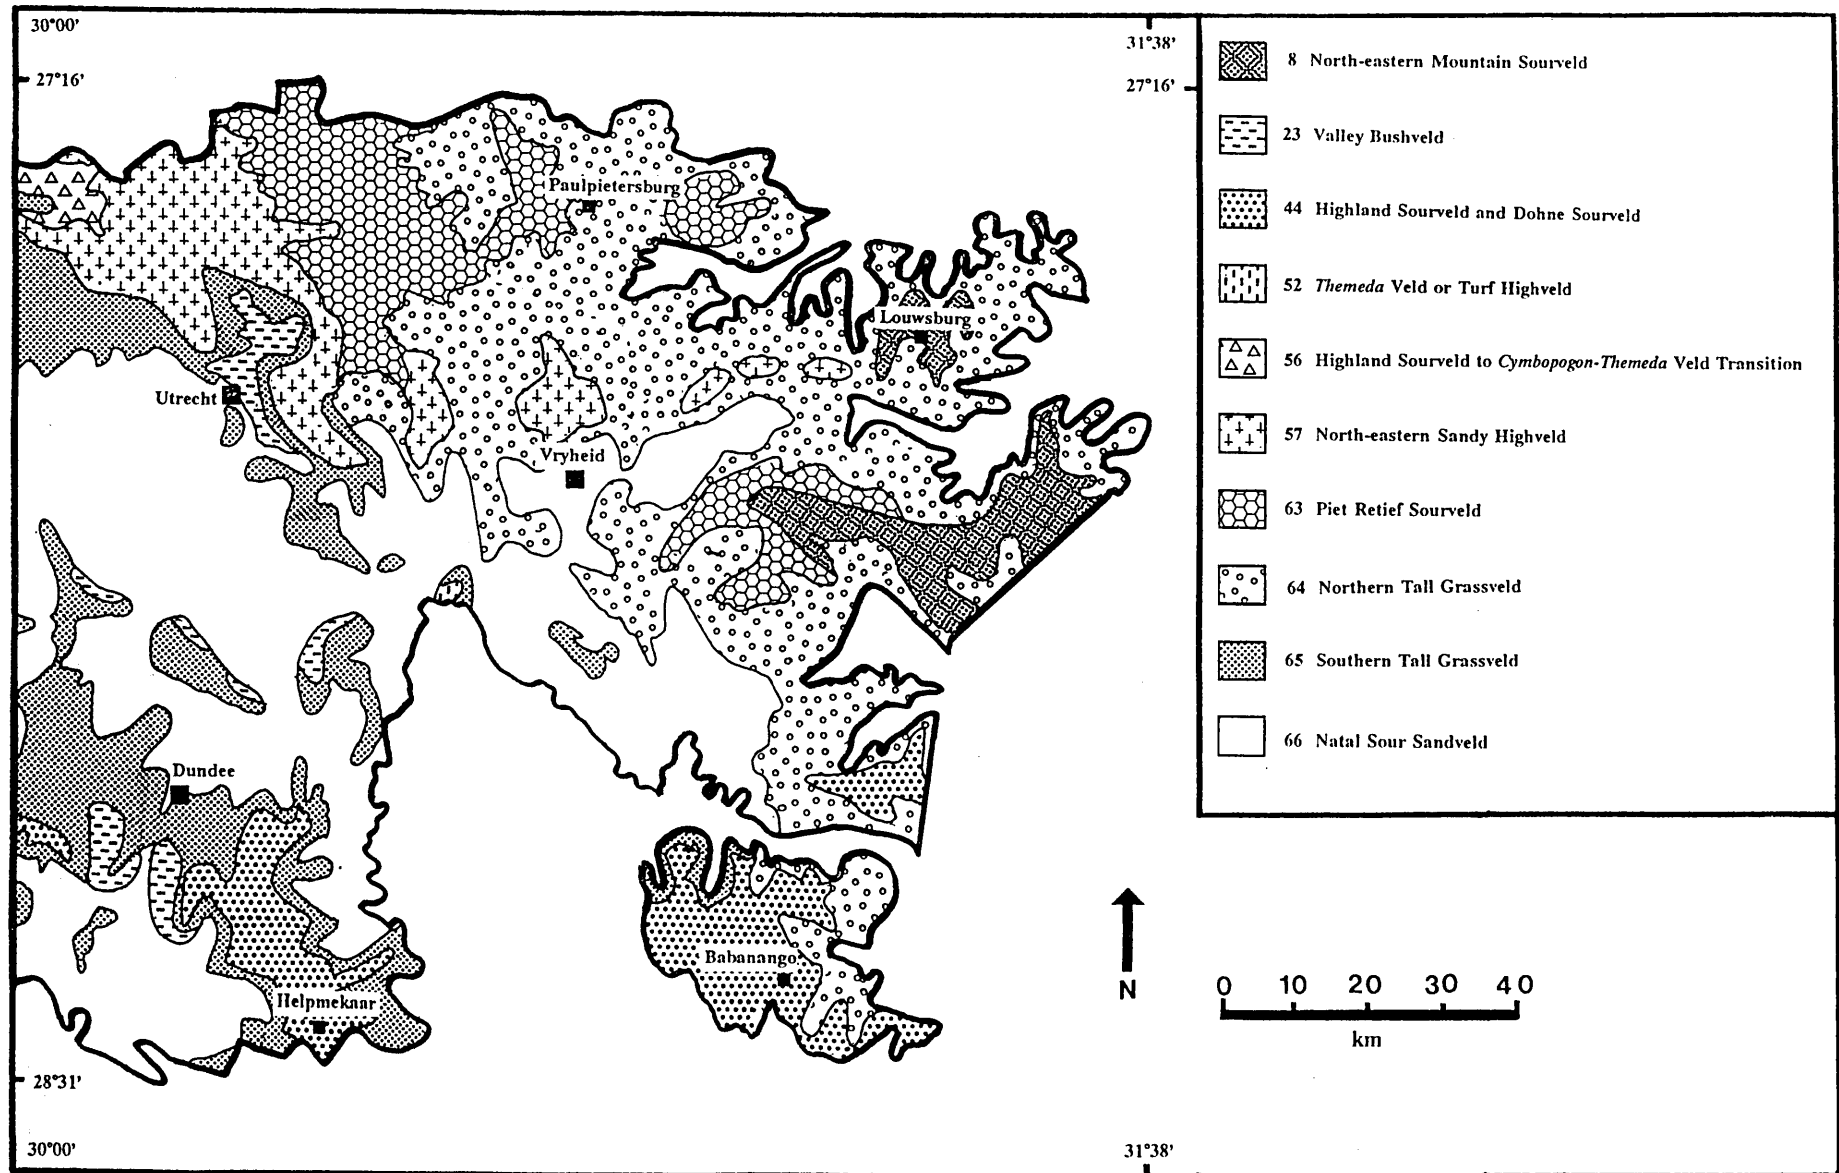 30°00'
31°38'
27°16'
27°16'
Paulpietersburg
Louwsburg
Utrecht
Vryheid
Dundee
Babanango
Helpmekaar
28°31'
30°00'
31°38'
8 North-eastern Mountain Sourveld
23 Valley Bushveld
44 Highland Sourveld and Dohne Sourveld
52 Themeda Veld or Turf Highveld
56 Highland Sourveld to Cymbopogon-Themeda Veld Transition
57 North-eastern Sandy Highveld
63 Piet Retief Sourveld
64 Northern Tall Grassveld
65 Southern Tall Grassveld
66 Natal Sour Sandveld
N
0 10 20 30 40
km